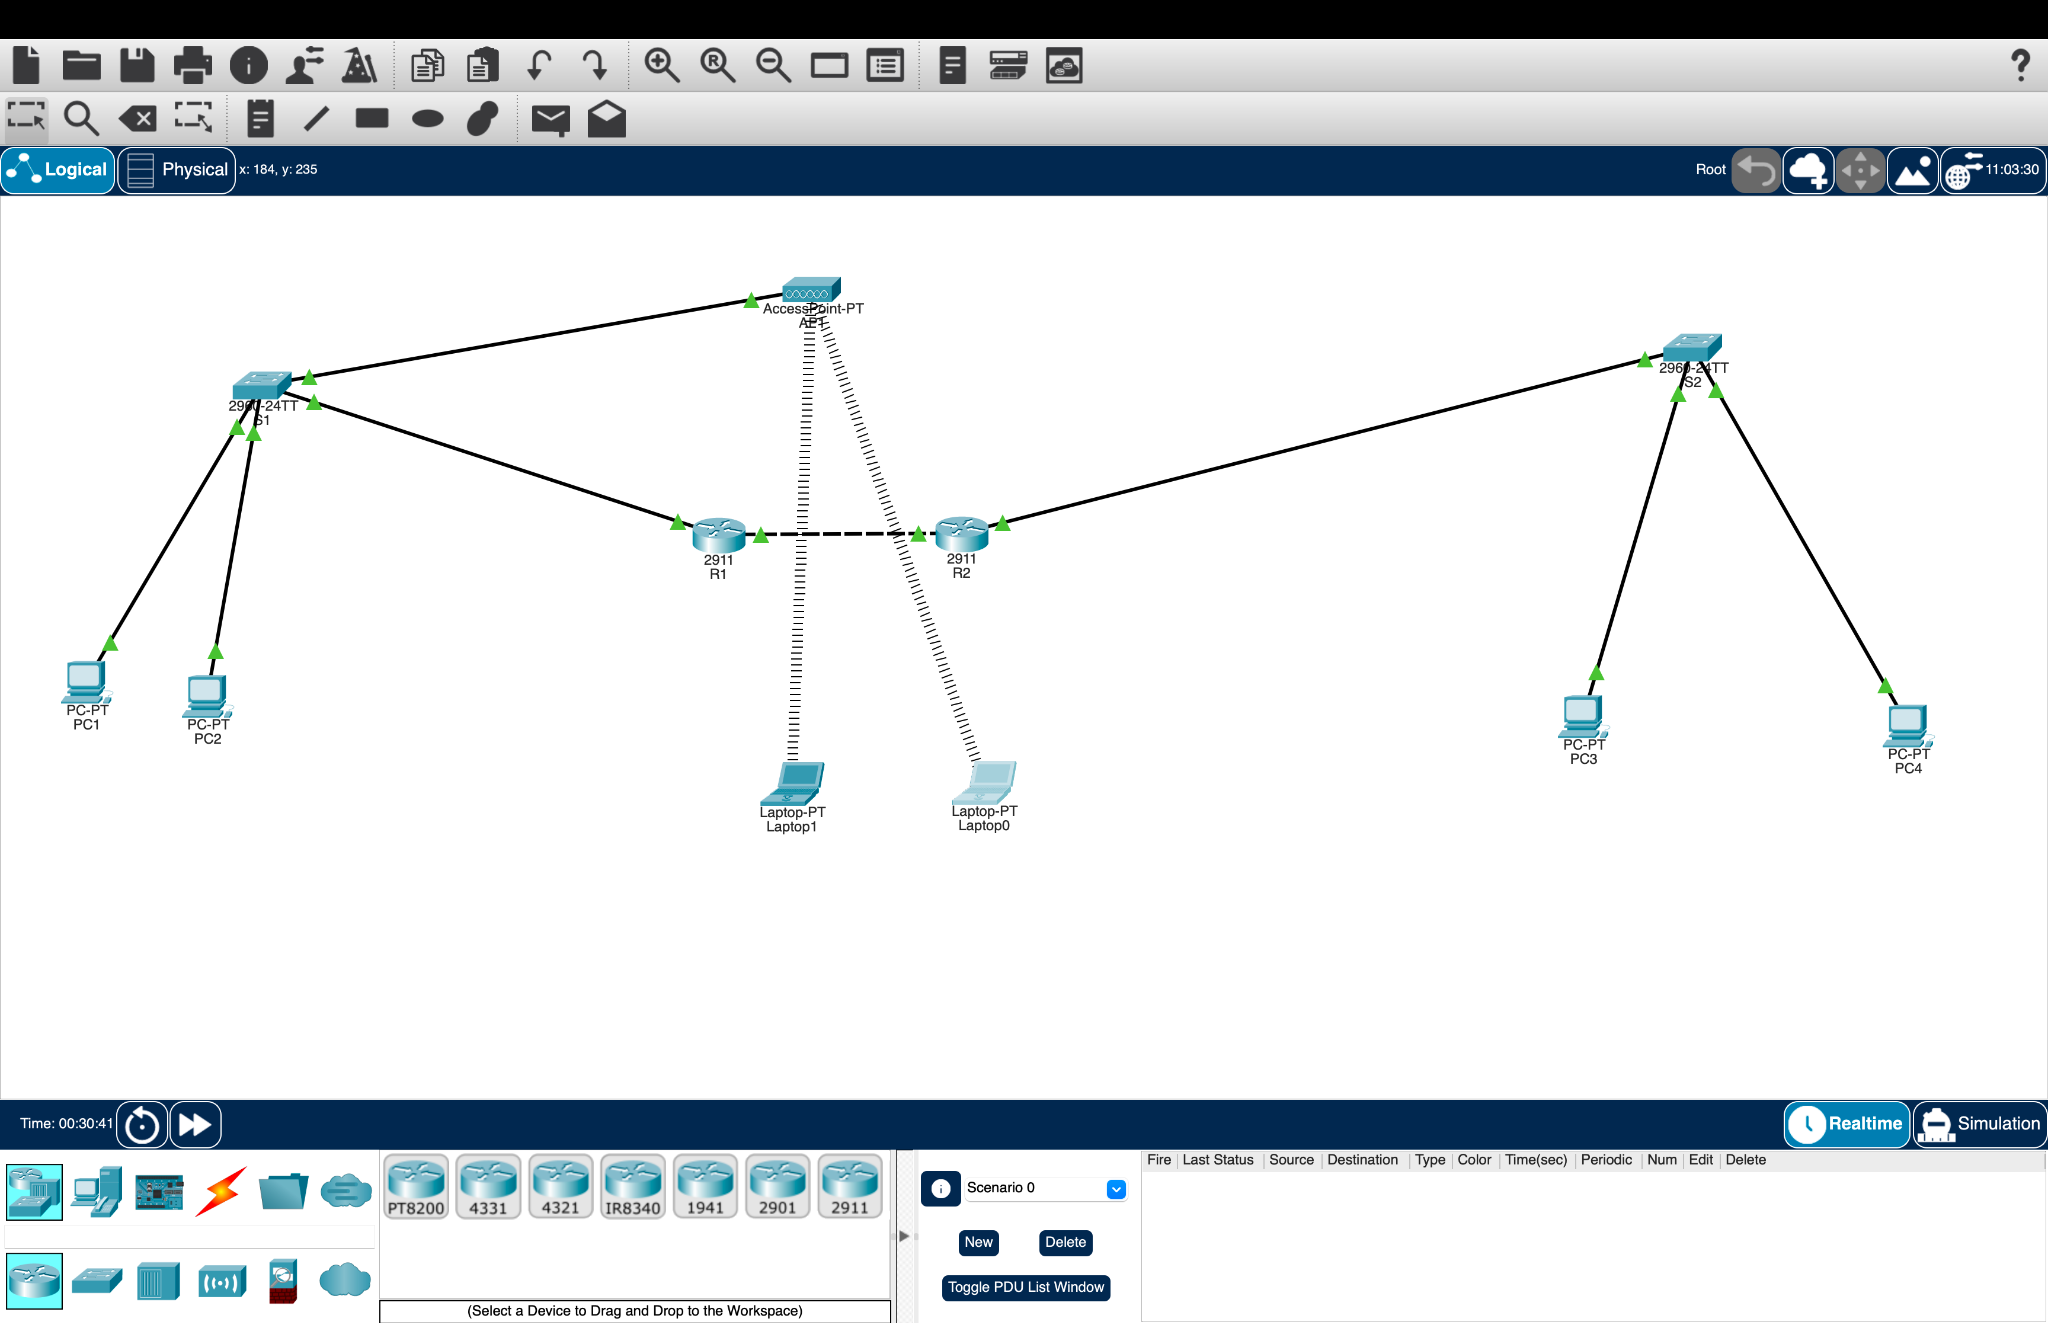 Logical
Physical
x: 184, y: 235
Root
11:03:30
AccessPoint-PT
AP1
2960-24TT
S1
2960-24TT
S2
2911
R1
2911
R2
PC-PT
PC1
PC-PT
PC2
PC-PT
PC3
PC-PT
PC4
Laptop-PT
Laptop1
Laptop-PT
Laptop0
Time: 00:30:41
Realtime
Simulation
PT8200
4331
4321
IR8340
1941
2901
2911
(Select a Device to Drag and Drop to the Workspace)
Scenario 0
New
Delete
Toggle PDU List Window
Fire Last Status Source Destination Type Color Time(sec) Periodic Num Edit Delete